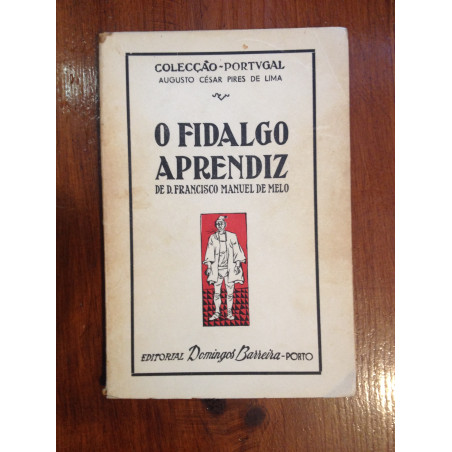 COLECÇÃO-PORTVGAL
AUGUSTO CÉSAR PIRES DE LIMA
O FIDALGO
APRENDIZ
DE D. FRANCISCO MANUEL DE MELO
EDITORIAL Domingos Barreira-PORTO